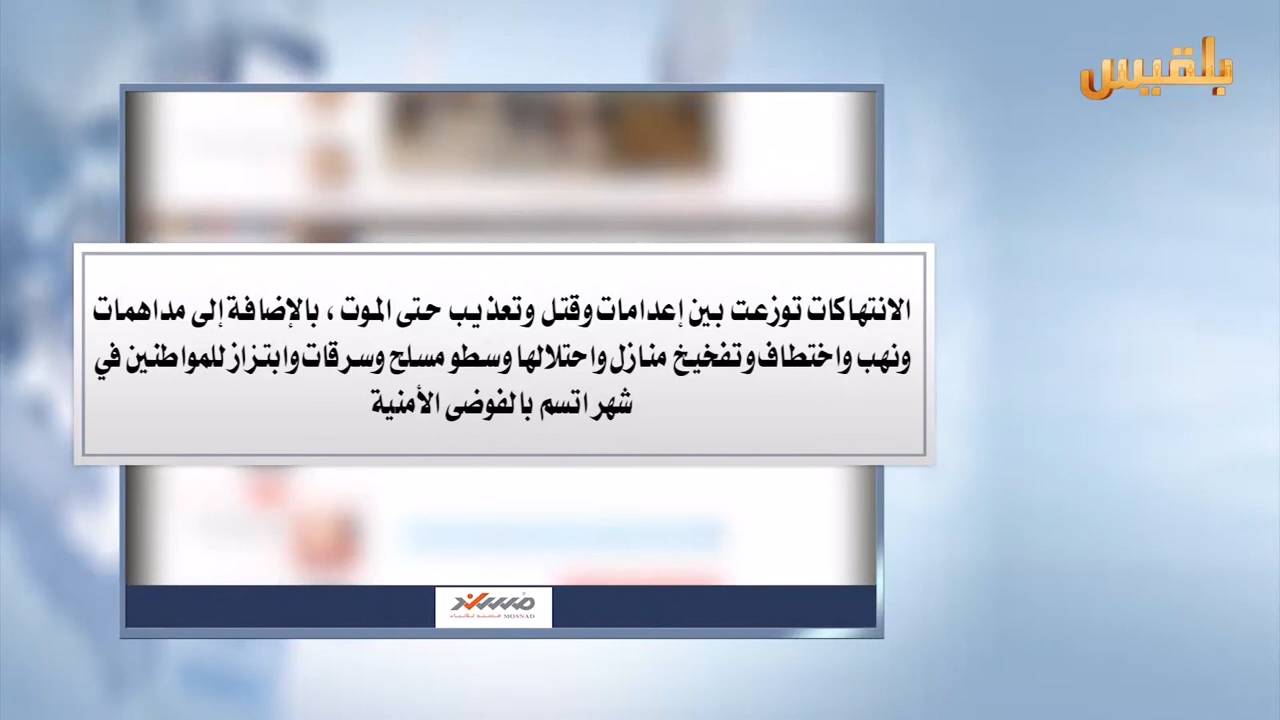 بلقيس
الانتهاكات توزعت بين إعدامات وقتل وتعذيب حتى الموت ، بالإضافة إلى مداهمات
ونهب واختطاف وتفخيخ منازل واحتلالها وسطو مسلح وسرقات وابتزاز للمواطنين في
شهر اتسم بالفوضى الأمنية
مسند
MOSNAD